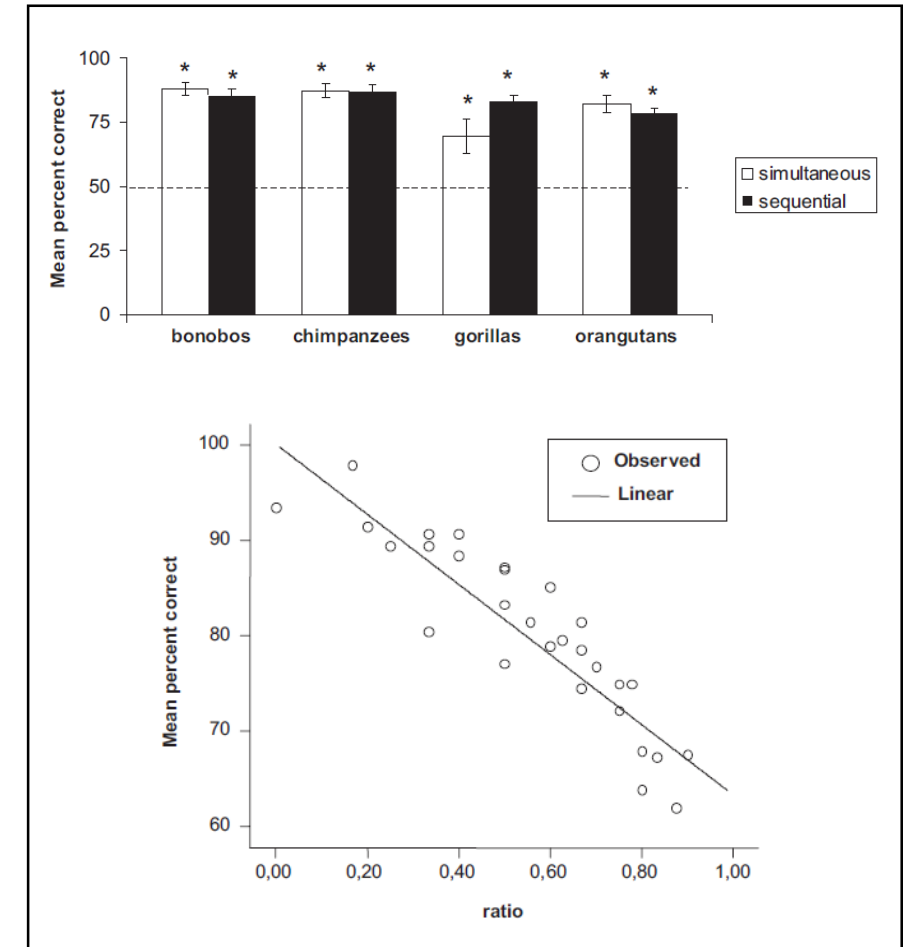 100
75
50
25
0
Mean percent correct
* * * * * * * *
simultaneous
sequential
bonobos chimpanzees gorillas orangutans
100
90
80
70
60
Mean percent correct
Observed
Linear
0,00 0,20 0,40 0,60 0,80 1,00
ratio